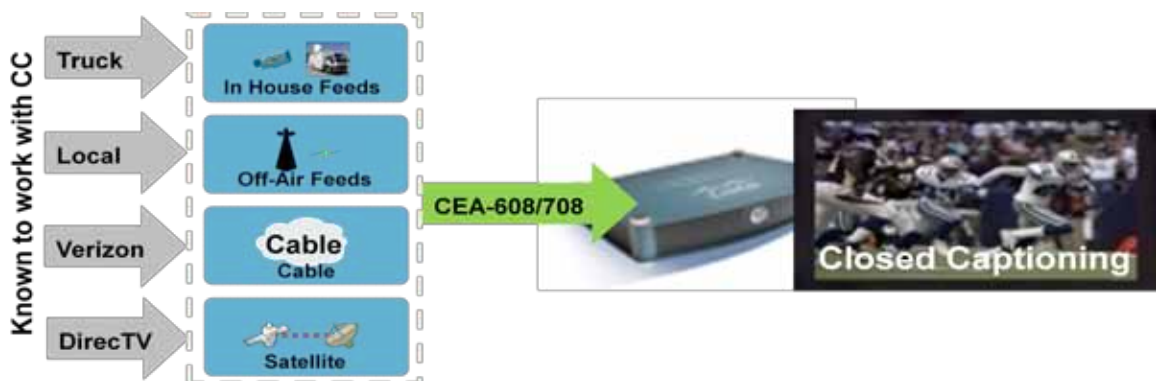 Known to work with CC
Truck
In House Feeds
Local
Off-Air Feeds
Verizon
Cable
Cable
DirecTV
Satellite
CEA-608/708
Closed Captioning